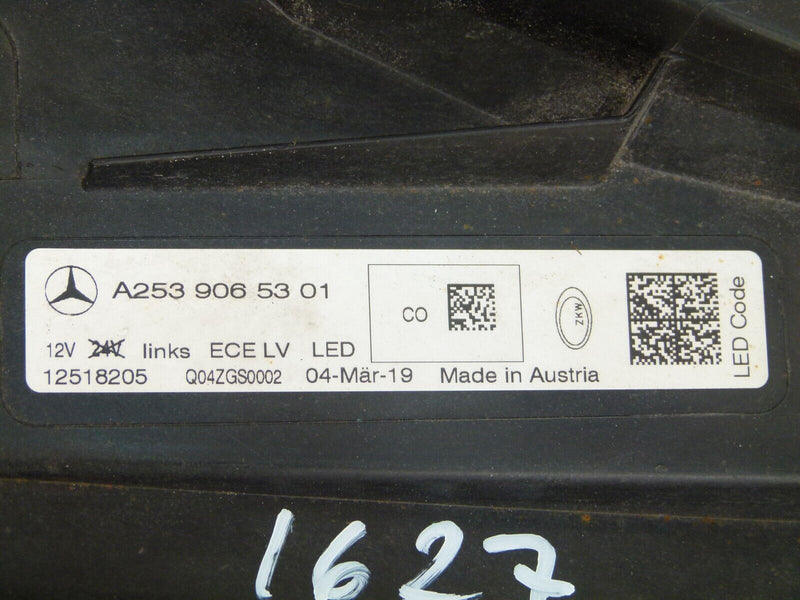 A253 906 53 01
CO
ZKW
12V 24V links ECE LV LED
12518205 Q04ZGS0002 04-Mär-19 Made in Austria
LED Code
1627